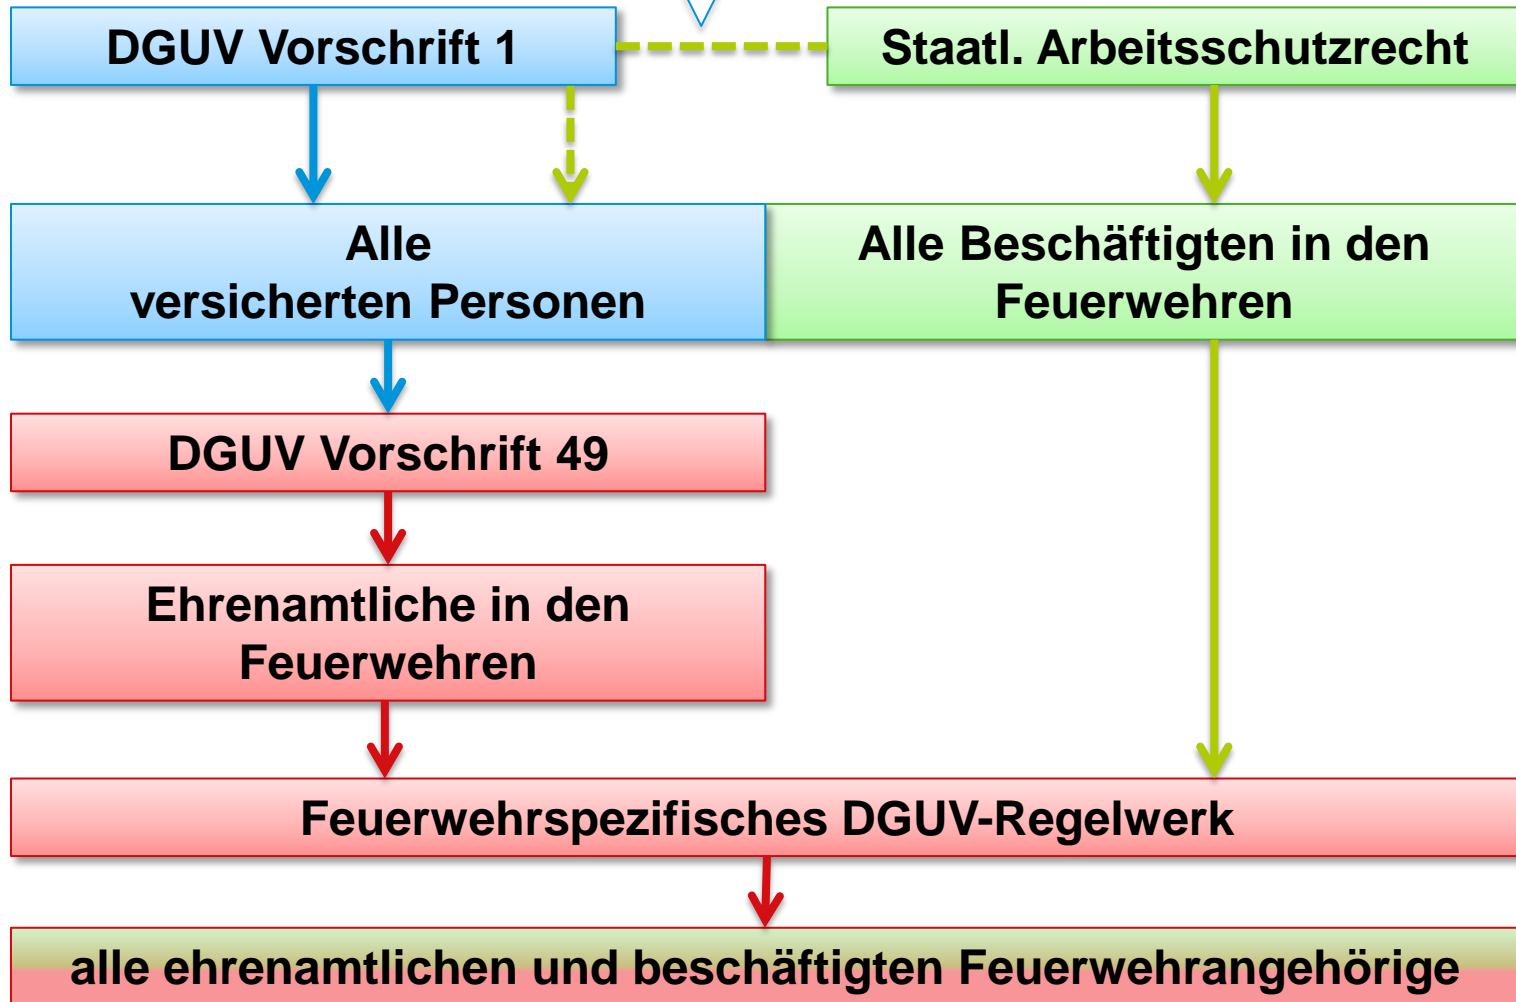 DGUV Vorschrift 1
Staatl. Arbeitsschutzrecht
Alle
versicherten Personen
Alle Beschäftigten in den
Feuerwehren
DGUV Vorschrift 49
Ehrenamtliche in den
Feuerwehren
Feuerwehrspezifisches DGUV-Regelwerk
alle ehrenamtlichen und beschäftigten Feuerwehrangehörige